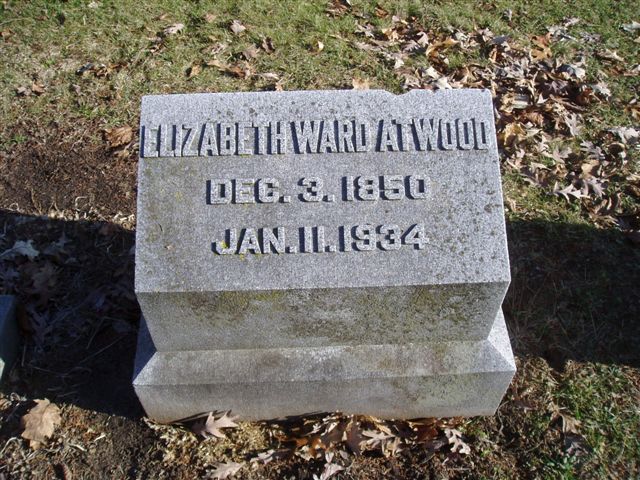 ELIZABETH WARD ATWOOD
DEC. 3. 1850
JAN. 11. 1934